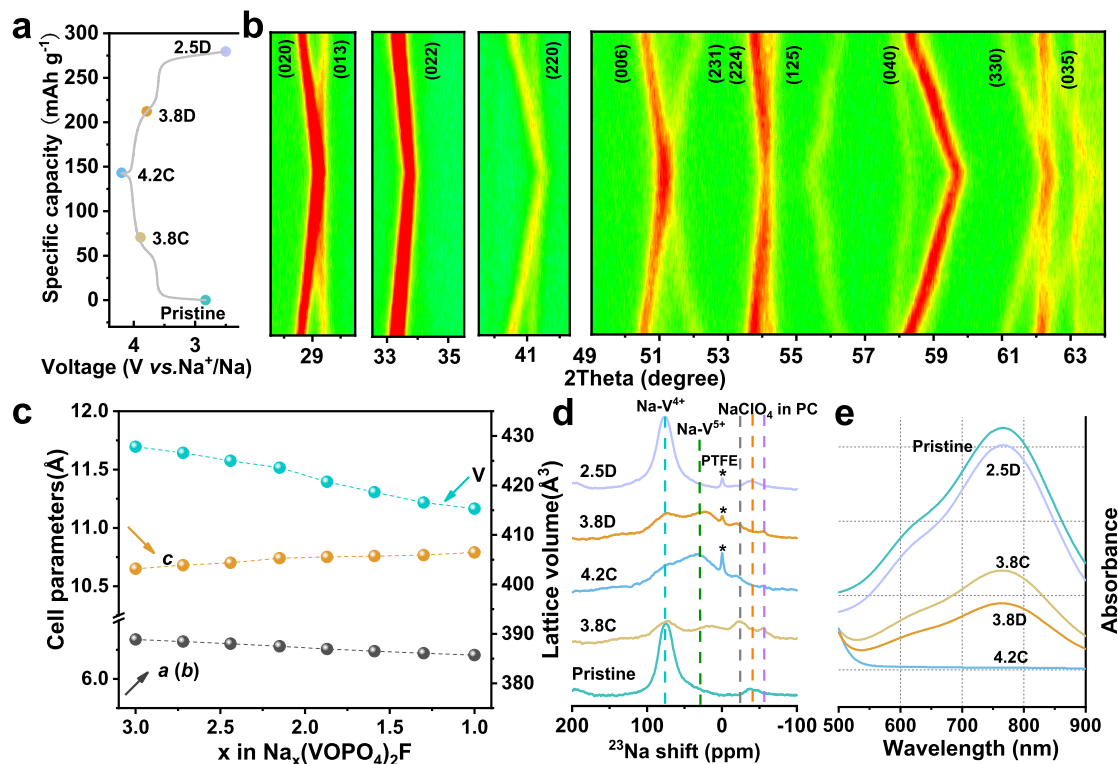 a
Specific capacity (mAh g⁻¹)
300
250
200
150
100
50
0
2.5D
3.8D
4.2C
3.8C
Pristine
4
3
Voltage (V vs.Na⁺/Na)
b
(020)
(013)
(022)
(220)
(006)
(231)
(224)
(125)
(040)
(330)
(035)
29
33
35
41
49
51
53
55
57
59
61
63
2Theta (degree)
c
Cell parameters(Å)
12.0
11.5
11.0
10.5
6.0
V
c
a (b)
430
420
410
400
390
380
375
Lattice volume(Å³)
3.0
2.5
2.0
1.5
1.0
x in Naₓ(VOPO₄)₂F
d
Na-V⁴⁺
NaClO₄ in PC
Na-V⁵⁺
PTFE
*
2.5D
*
3.8D
*
4.2C
3.8C
Pristine
200
100
0
-100
²³Na shift (ppm)
e
Pristine
2.5D
3.8C
3.8D
4.2C
Absorbance
500
600
700
800
900
Wavelength (nm)